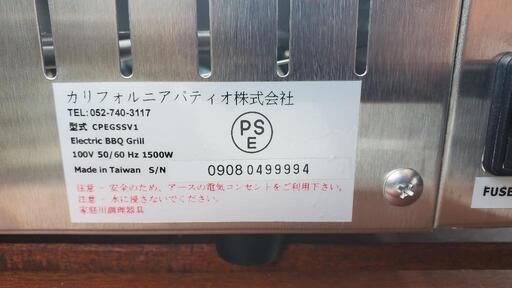 カリフォルニアパティオ株式会社
TEL:052-740-3117
型式 CPEGSSV1
Electric BBQ Grill
100V 50/60 Hz 1500W
Made in Taiwan S/N 0908 0499994
PS
E
注意 - 安全のため、アースの電気コンセントをご利用下さい。
注意 - 水に浸さないでください。
家庭用調理器具
FUSE